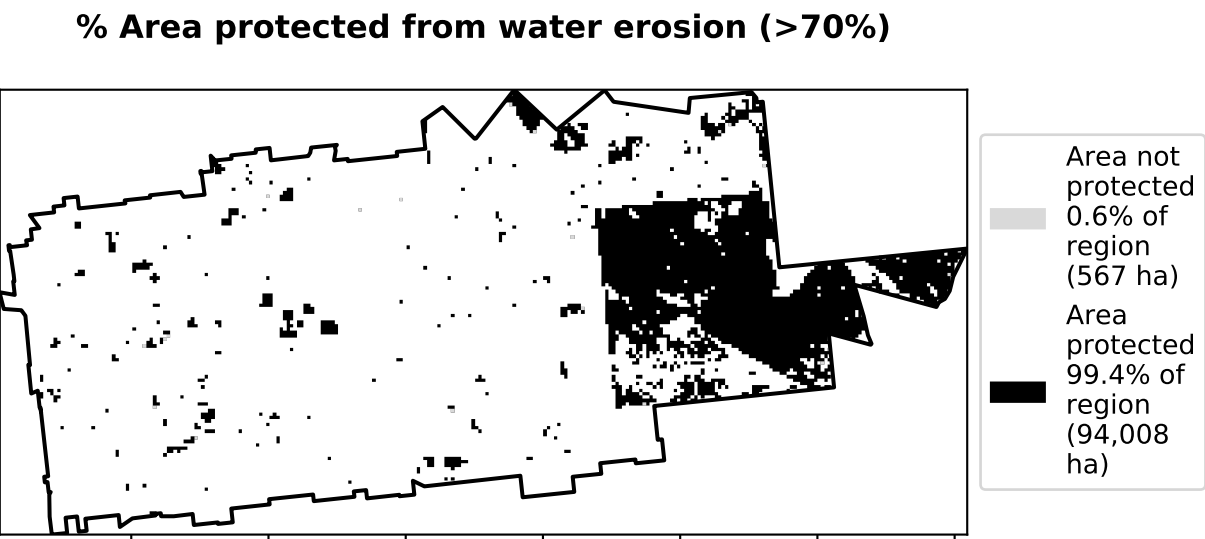 % Area protected from water erosion (>70%)
Area not
protected
0.6% of
region
(567 ha)
Area
protected
99.4% of
region
(94,008
ha)